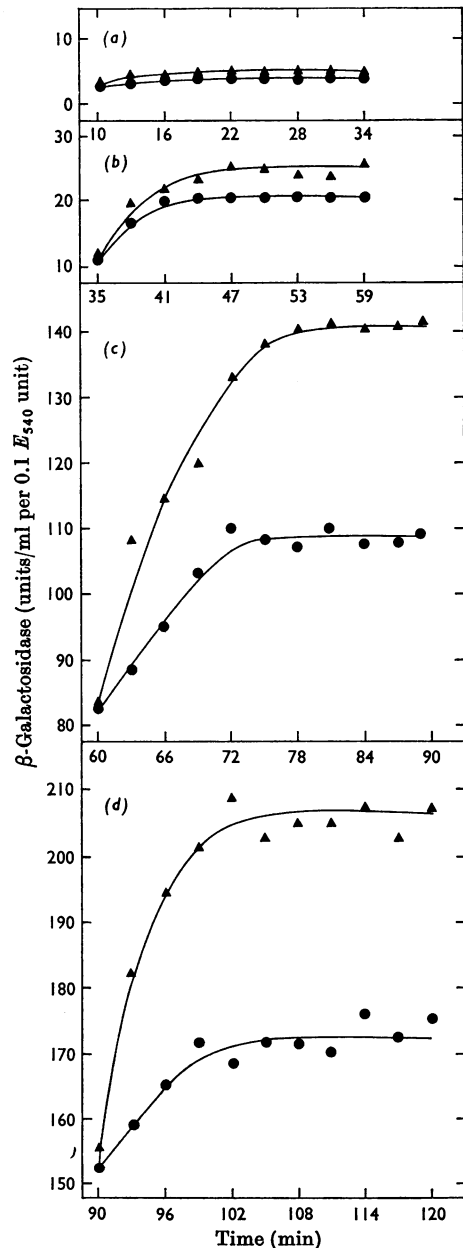 (a)
10
5
0
10 16 22 28 34
(b)
30
20
10
35 41 47 53 59
(c)
140
130
120
110
100
90
80
60 66 72 78 84 90
(d)
210
200
190
180
170
160
150
90 96 102 108 114 120
Time (min)
β-Galactosidase (units/ml per 0.1 E540 unit)